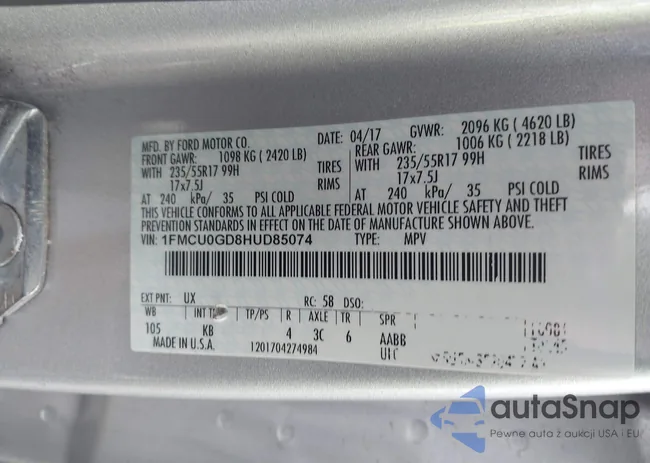 MFD. BY FORD MOTOR CO. DATE: 04/17 GVWR: 2096 KG ( 4620 LB)
FRONT GAWR: 1098 KG ( 2420 LB) REAR GAWR: 1006 KG ( 2218 LB)
WITH 235/55R17 99H TIRES WITH 235/55R17 99H TIRES
17x7.5J RIMS 17x7.5J RIMS
AT 240 kPa/ 35 PSI COLD AT 240 kPa/ 35 PSI COLD
THIS VEHICLE CONFORMS TO ALL APPLICABLE FEDERAL MOTOR VEHICLE SAFETY AND THEFT
PREVENTION STANDARDS IN EFFECT ON THE DATE OF MANUFACTURE SHOWN ABOVE.
VIN: 1FMCU0GD8HUD85074 TYPE: MPV
EXT PNT: UX RC: 58 DSO:
WB INT TP/PS R AXLE TR SPR
105 KB 4 3C 6 AABB
MADE IN U.S.A. 1201704274984
autaSnap
Pewne auta z aukcji USA i EU